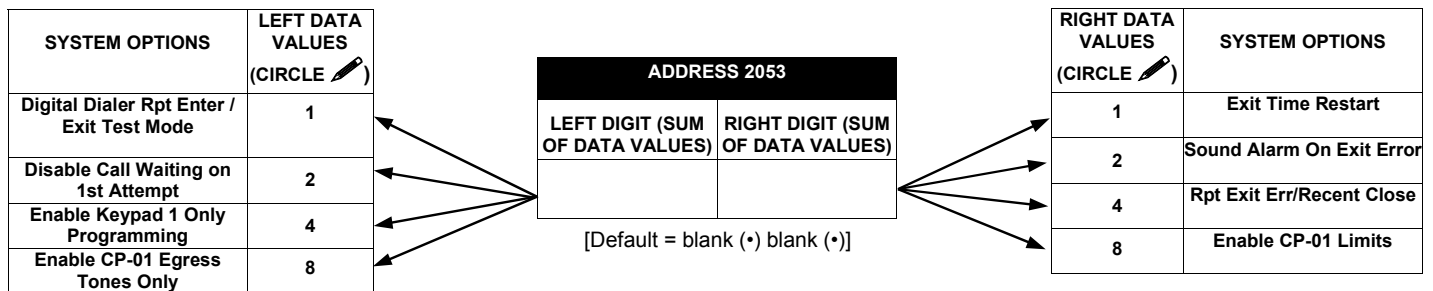 SYSTEM OPTIONS
LEFT DATA
VALUES
(CIRCLE ✎)
Digital Dialer Rpt Enter /
Exit Test Mode
1
Disable Call Waiting on
1st Attempt
2
Enable Keypad 1 Only
Programming
4
Enable CP-01 Egress
Tones Only
8
ADDRESS 2053
LEFT DIGIT (SUM
OF DATA VALUES)
RIGHT DIGIT (SUM
OF DATA VALUES)
[Default = blank (•) blank (•)]
RIGHT DATA
VALUES
(CIRCLE ✎)
SYSTEM OPTIONS
1
Exit Time Restart
2
Sound Alarm On Exit Error
4
Rpt Exit Err/Recent Close
8
Enable CP-01 Limits